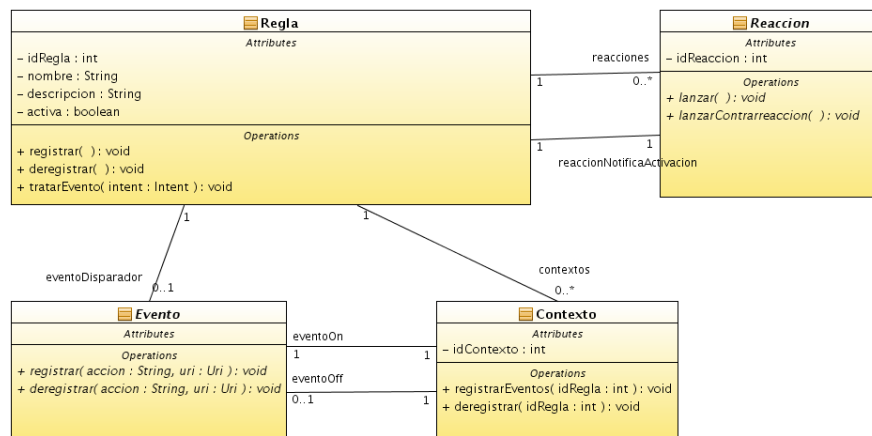 Regla
Attributes
– idRegla : int
– nombre : String
– descripcion : String
– activa : boolean
Operations
+ registrar( ) : void
+ deregistrar( ) : void
+ tratarEvento( intent : Intent ) : void
Reaccion
Attributes
– idReaccion : int
Operations
+ lanzar( ) : void
+ lanzarContrarreaccion( ) : void
reacciones
1
0..*
1
1
reaccionNotificaActivacion
1
1
eventoDisparador
0..1
contextos
0..*
Evento
Attributes
Operations
+ registrar( accion : String, uri : Uri ) : void
+ deregistrar( accion : String, uri : Uri ) : void
eventoOn
1
1
eventoOff
0..1
1
Contexto
Attributes
– idContexto : int
Operations
+ registrarEventos( idRegla : int ) : void
+ deregistrar( idRegla : int ) : void